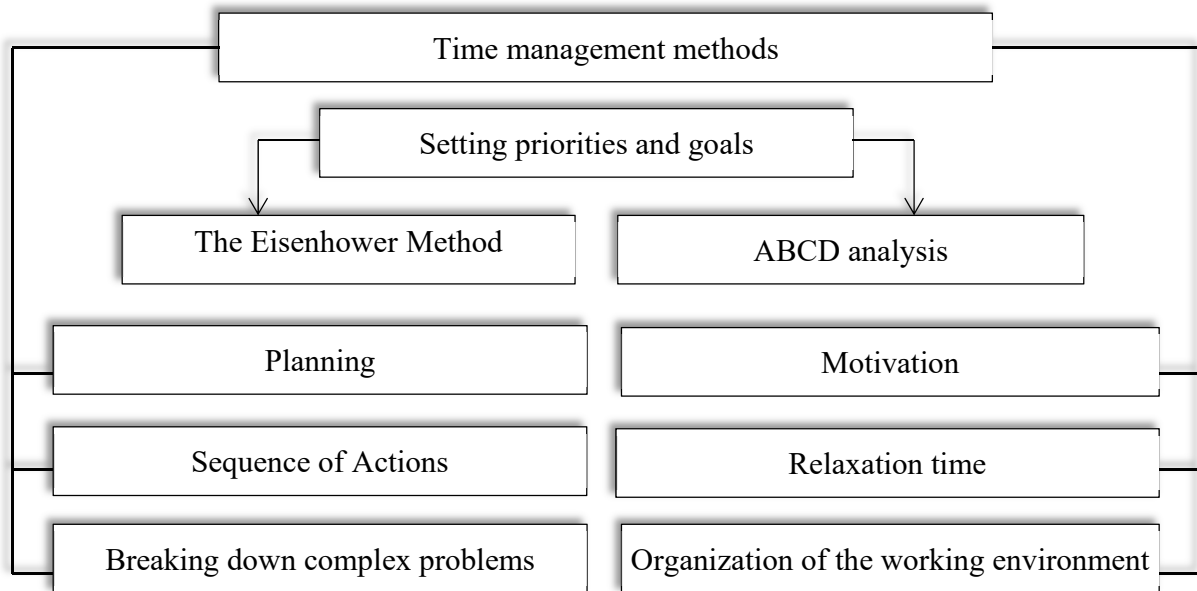 Time management methods
Setting priorities and goals
The Eisenhower Method
ABCD analysis
Planning
Motivation
Sequence of Actions
Relaxation time
Breaking down complex problems
Organization of the working environment